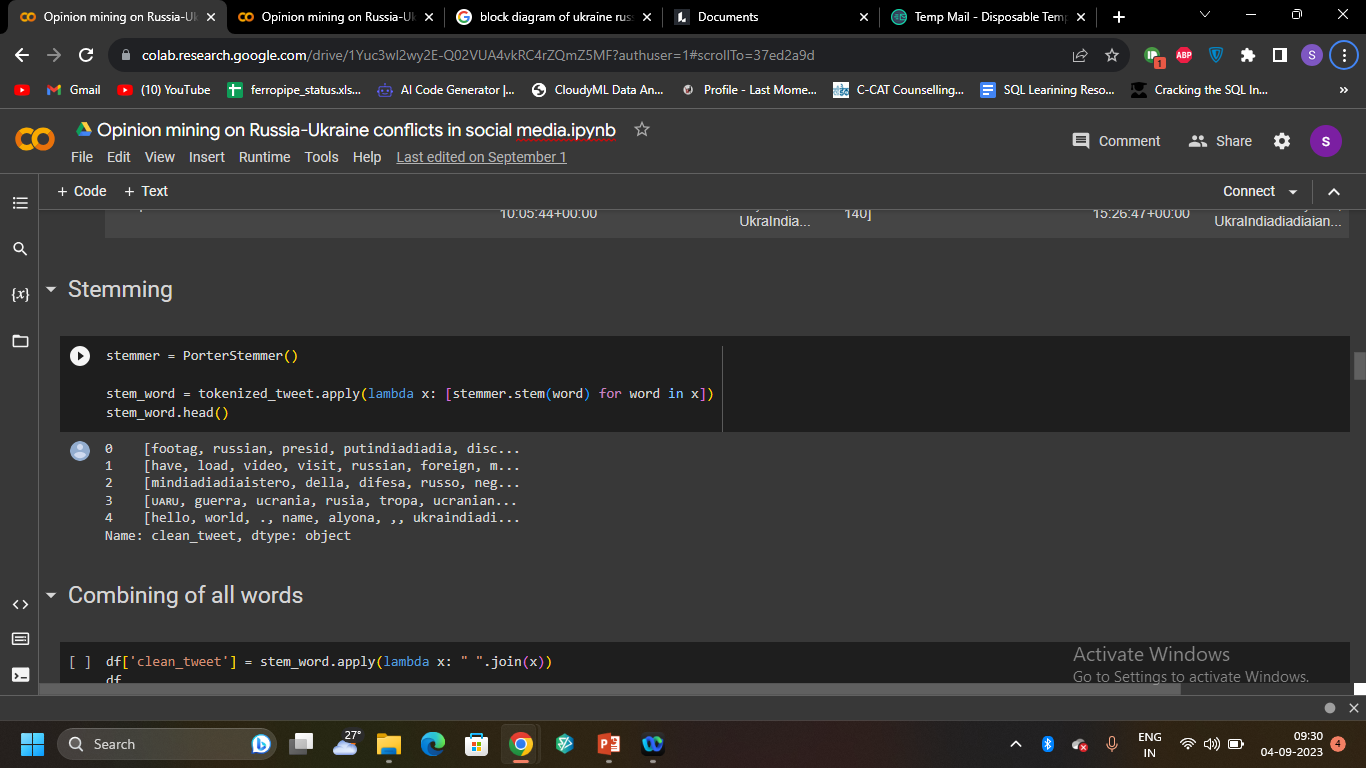 Opinion mining on Russia-Uk
Opinion mining on Russia-Uk
block diagram of ukraine rus
Documents
Temp Mail - Disposable Temp
colab.research.google.com/drive/1Yuc3wI2wy2E-Q02VUA4vkRC4rZQmZ5MF?authuser=1#scrollTo=37ed2a9d
1
ABP
S
Gmail
(10) YouTube
ferropipe_status.xls...
AI Code Generator |...
CloudyML Data An...
Profile - Last Mome...
C-CAT Counselling...
SQL Learining Reso...
Cracking the SQL In...
»
Opinion mining on Russia-Ukraine conflicts in social media.ipynb
Comment
Share
S
File Edit View Insert Runtime Tools Help Last edited on September 1
+ Code + Text
Connect
10:05:44+00:00
140]
15:26:47+00:00
UkraIndia...
UkraIndiadiadiaian...
{x}
Stemming
stemmer = PorterStemmer()
stem_word = tokenized_tweet.apply(lambda x: [stemmer.stem(word) for word in x])
stem_word.head()
0 [footag, russian, presid, putindiadiadia, disc...
1 [have, load, video, visit, russian, foreign, m...
2 [mindiadiadiaistero, della, difesa, russo, neg...
3 [ᴜᴀʀᴜ, guerra, ucrania, rusia, tropa, ucranian...
4 [hello, world, ., name, alyona, ,, ukraindiadi...
Name: clean_tweet, dtype: object
Combining of all words
[ ] df['clean_tweet'] = stem_word.apply(lambda x: " ".join(x))
df
Activate Windows
Go to Settings to activate Windows.
Search
27°
ENG
IN
09:30
04-09-2023
4